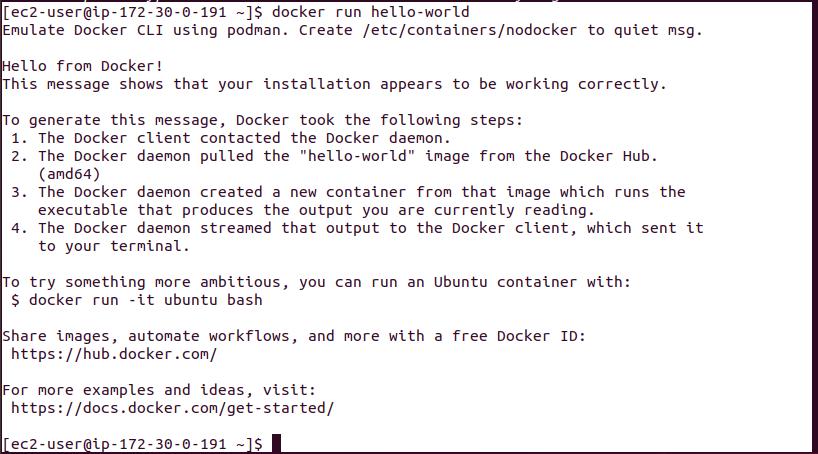 [ec2-user@ip-172-30-0-191 ~]$ docker run hello-world
Emulate Docker CLI using podman. Create /etc/containers/nodocker to quiet msg.

Hello from Docker!
This message shows that your installation appears to be working correctly.

To generate this message, Docker took the following steps:
 1. The Docker client contacted the Docker daemon.
 2. The Docker daemon pulled the "hello-world" image from the Docker Hub.
    (amd64)
 3. The Docker daemon created a new container from that image which runs the
    executable that produces the output you are currently reading.
 4. The Docker daemon streamed that output to the Docker client, which sent it
    to your terminal.

To try something more ambitious, you can run an Ubuntu container with:
 $ docker run -it ubuntu bash

Share images, automate workflows, and more with a free Docker ID:
 https://hub.docker.com/

For more examples and ideas, visit:
 https://docs.docker.com/get-started/

[ec2-user@ip-172-30-0-191 ~]$